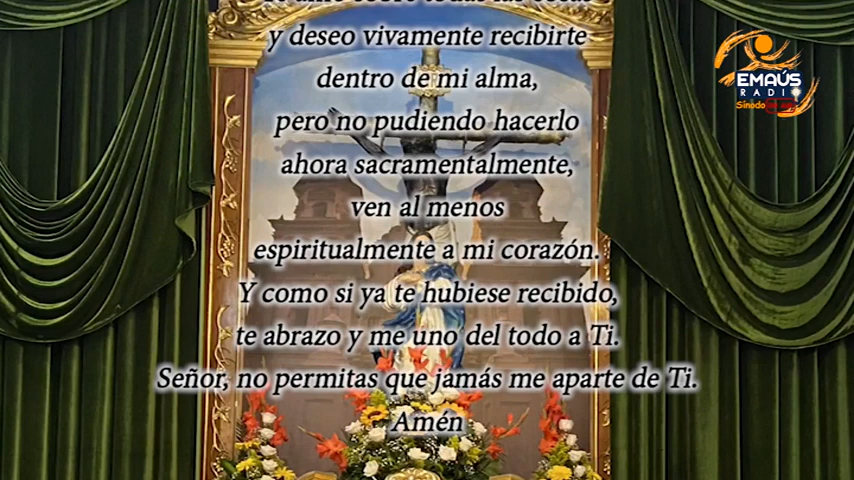 y deseo vivamente recibirte
dentro de mi alma,
pero no pudiendo hacerlo
ahora sacramentalmente,
ven al menos
espiritualmente a mi corazón.
Y como si ya te hubiese recibido,
te abrazo y me uno del todo a Ti.
Señor, no permitas que jamás me aparte de Ti.
Amén
EMAÚS
RADIO
Sínodo